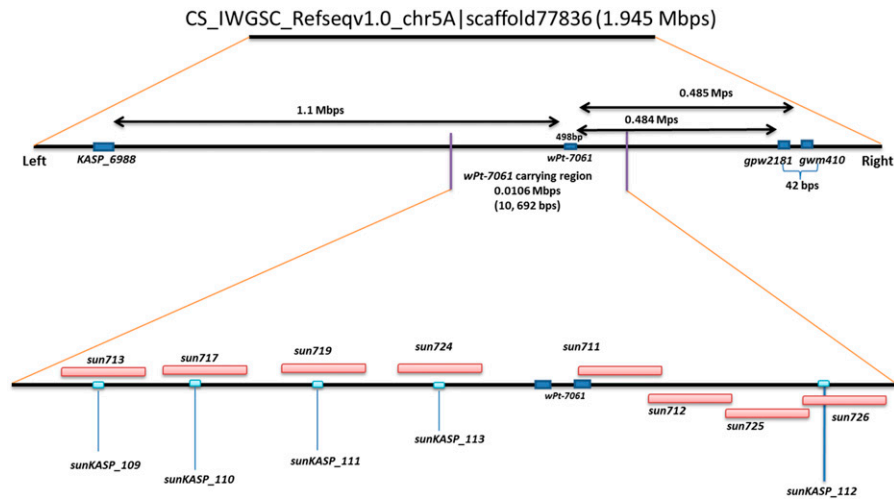 CS_IWGSC_Refseqv1.0_chr5A|scaffold77836 (1.945 Mbps)
0.485 Mps
1.1 Mbps
0.484 Mps
498bp
Left
KASP_6988
wPt-7061
gpw2181
gwm410
Right
wPt-7061 carrying region
0.0106 Mbps
(10, 692 bps)
42 bps
sun713
sun717
sun719
sun724
sun711
wPt-7061
sun712
sun725
sun726
sunKASP_109
sunKASP_110
sunKASP_111
sunKASP_113
sunKASP_112